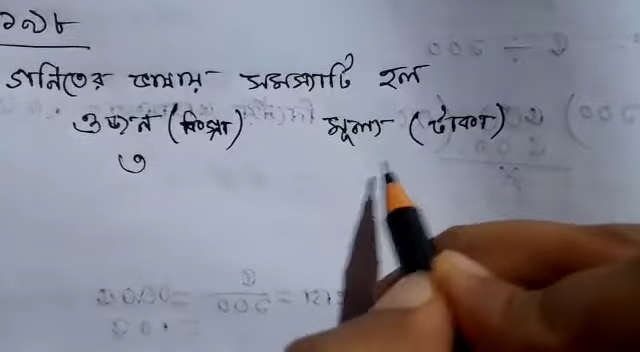 ১৯৮
গনিতের ভাষায় সমস্যাটি হল
ওজন (কিগ্রা) মূল্য (টাকা)
৩